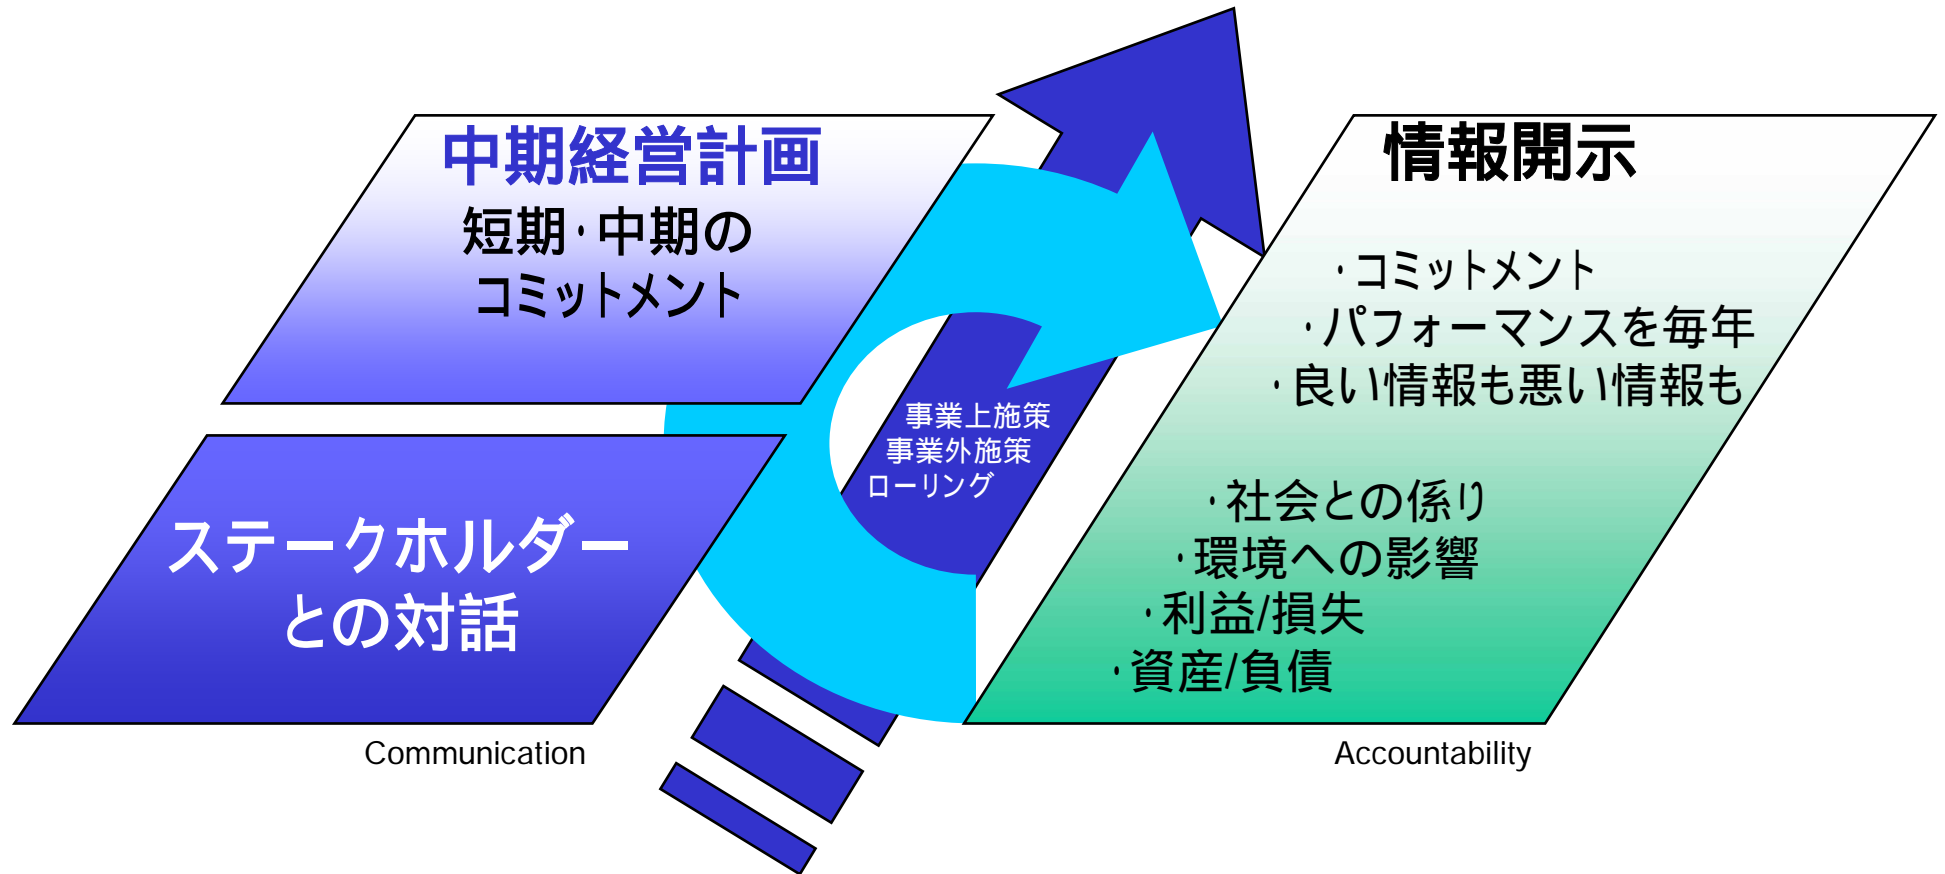 中期経営計画
短期・中期の
コミットメント
ステークホルダー
との対話
Communication
事業上施策
事業外施策
ローリング
情報開示
・コミットメント
・パフォーマンスを毎年
・良い情報も悪い情報も
・社会との係り
・環境への影響
・利益/損失
・資産/負債
Accountability